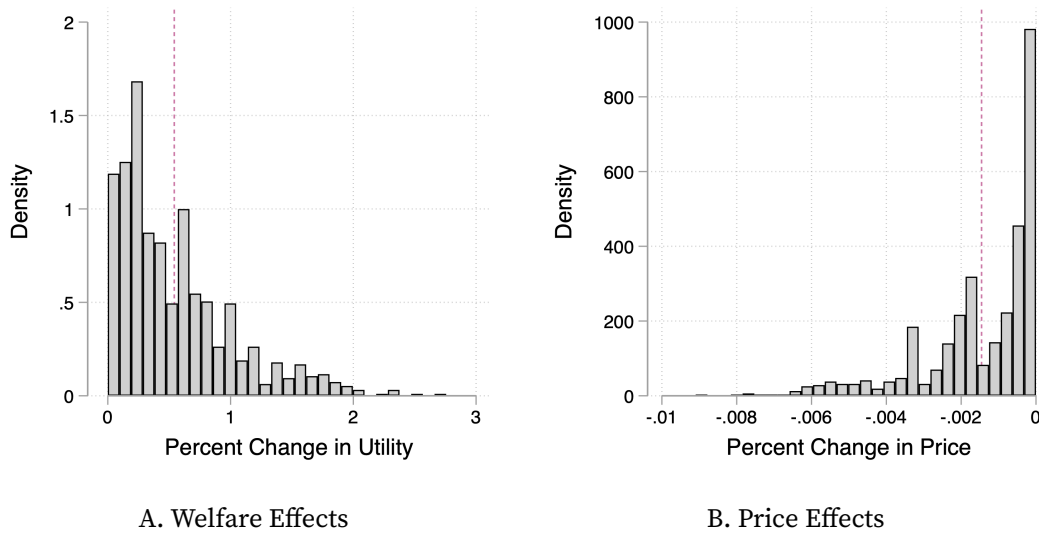 2
1.5
1
.5
0
Density
0 1 2 3
Percent Change in Utility
A. Welfare Effects
1000
800
600
400
200
0
Density
-.01 -.008 -.006 -.004 -.002 0
Percent Change in Price
B. Price Effects